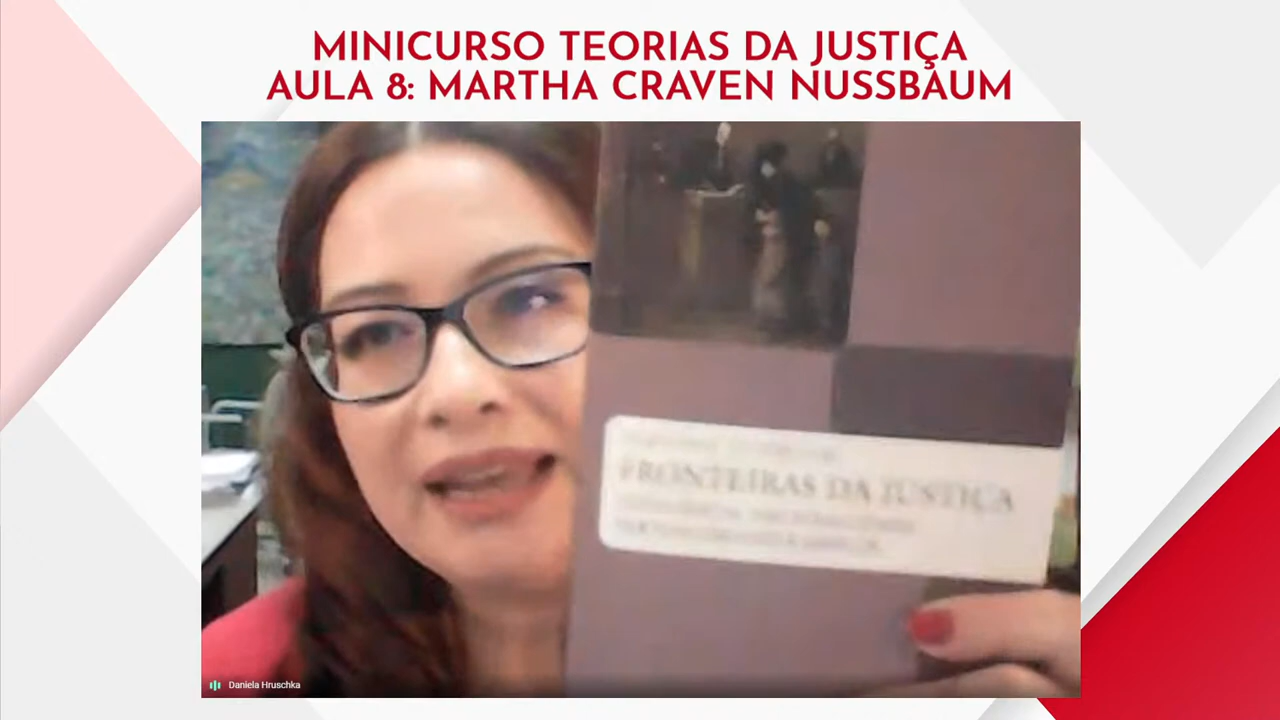 MINICURSO TEORIAS DA JUSTIÇA
AULA 8: MARTHA CRAVEN NUSSBAUM
FRONTEIRAS DA JUSTIÇA
Daniela Hruschka